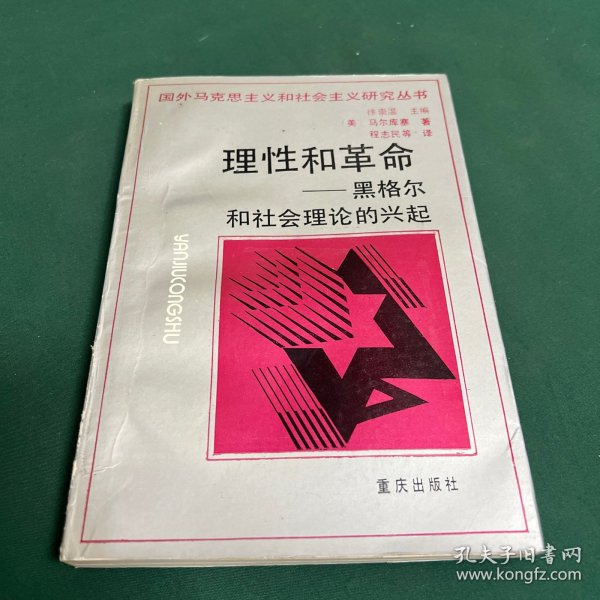 国外马克思主义和社会主义研究丛书
徐崇温 主编
美 马尔库塞 著
程志民等 译
理性和革命
——黑格尔
和社会理论的兴起
YANJIUCONGSHU
重庆出版社
孔夫子旧书网
www.kongfz.com